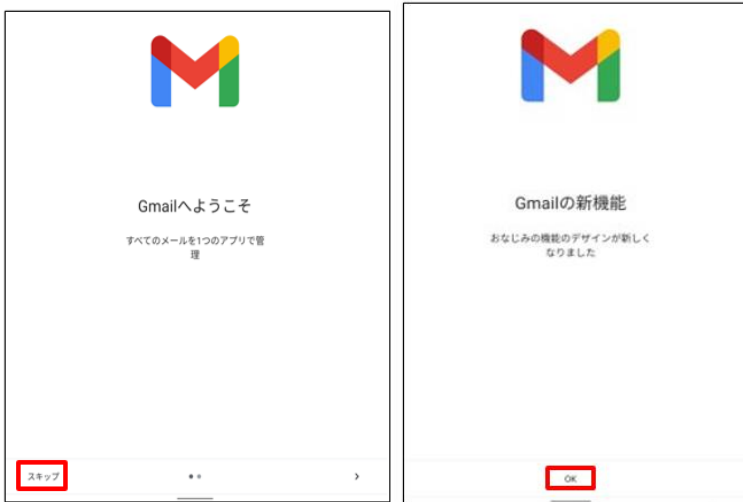 Gmailへようこそ
すべてのメールを1つのアプリで管
理
スキップ
Gmailの新機能
おなじみの機能のデザインが新しく
なりました
OK